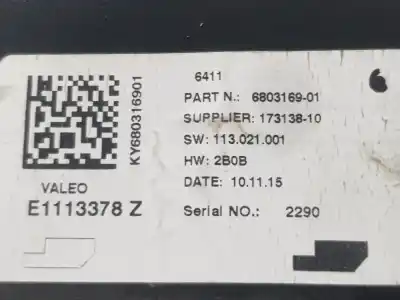 6411
6
PART N.: 6803169-01
SUPPLIER: 173138-10
SW: 113.021.001
HW: 2B0B
DATE: 10.11.15
Serial NO.: 2290
KY680316901
VALEO
E1113378 Z